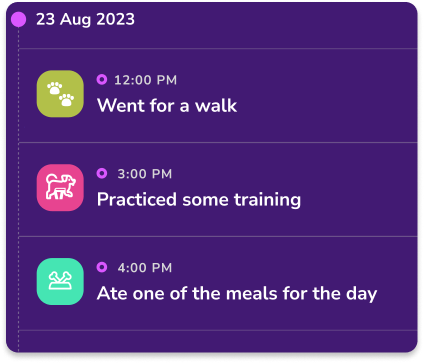 23 Aug 2023
12:00 PM
Went for a walk
3:00 PM
Practiced some training
4:00 PM
Ate one of the meals for the day